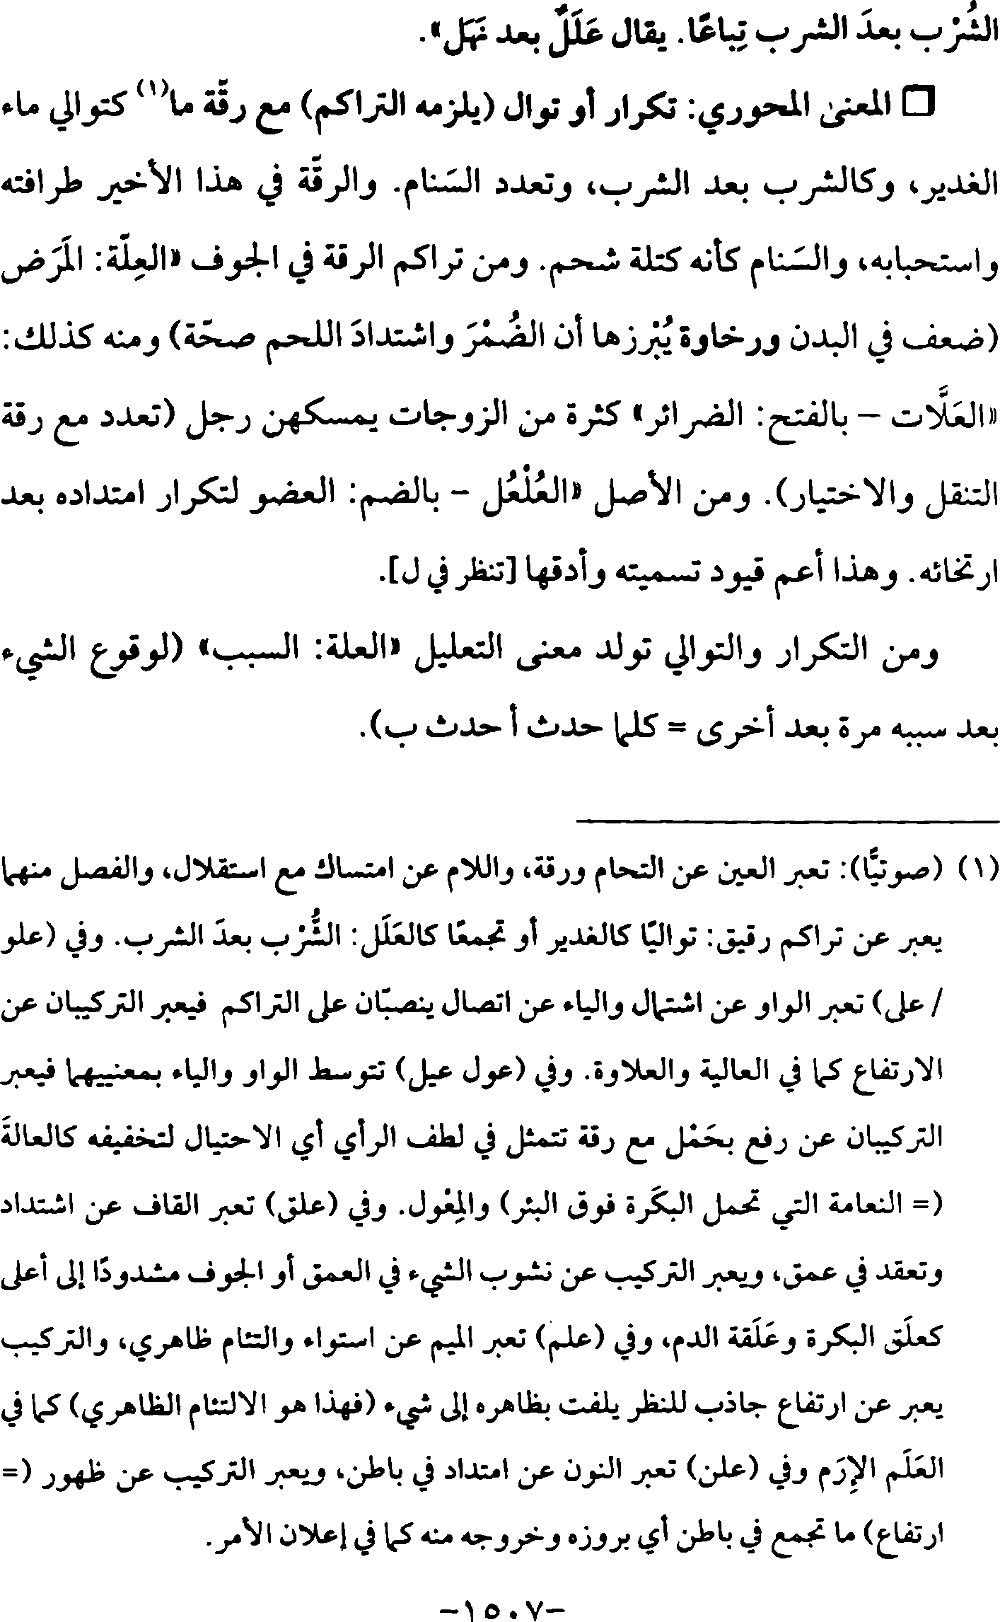 الشُرْب بعدَ الشرب تِباعًا. يقال عَلَلٌ بعد نَهَل».
□ المعنى المحوري: تكرار أو توال (يلزمه التراكم) مع رقّة ما(١) كتوالي ماء
الغدير، وكالشرب بعد الشرب، وتعدد السَنام. والرقّة في هذا الأخير طرافته
واستحبابه، والسَنام كأنه كتلة شحم. ومن تراكم الرقة في الجوف «العِلّة: المَرَض
(ضعف في البدن ورخاوة يُبْرزها أن الضُمْرَ واشتدادَ اللحم صحّة) ومنه كذلك:
«العَلَّات – بالفتح: الضرائر» كثرة من الزوجات يمسكهن رجل (تعدد مع رقة
التنقل والاختيار). ومن الأصل «العُلْعُل – بالضم: العضو لتكرار امتداده بعد
ارتخائه. وهذا أعم قيود تسميته وأدقها [تنظر في ل].
ومن التكرار والتوالي تولد معنى التعليل «العلة: السبب» (لوقوع الشيء
بعد سببه مرة بعد أخرى = كلما حدث أ حدث ب).
(١) (صوتيًّا): تعبر العين عن التحام ورقة، واللام عن امتساك مع استقلال، والفصل منهما
يعبر عن تراكم رقيق: تواليًا كالغدير أو تجمعًا كالعَلَل: الشُّرْب بعدَ الشرب. وفي (علو
/ على) تعبر الواو عن اشتمال والياء عن اتصال ينصبّان على التراكم فيعبر التركيبان عن
الارتفاع كما في العالية والعلاوة. وفي (عول عيل) تتوسط الواو والياء بمعنييهما فيعبر
التركيبان عن رفع بحَمْل مع رقة تتمثل في لطف الرأي أي الاحتيال لتخفيفه كالعالةَ
(= النعامة التي تحمل البكَرة فوق البئر) والمِعْول. وفي (علق) تعبر القاف عن اشتداد
وتعقد في عمق، ويعبر التركيب عن نشوب الشيء في العمق أو الجوف مشدودًا إلى أعلى
كعلَق البكرة وعَلَقة الدم، وفي (علم) تعبر الميم عن استواء والتئام ظاهري، والتركيب
يعبر عن ارتفاع جاذب للنظر يلفت بظاهره إلى شيء (فهذا هو الالتئام الظاهري) كما في
العَلَم الإرَم وفي (علن) تعبر النون عن امتداد في باطن، ويعبر التركيب عن ظهور (=
ارتفاع) ما تجمع في باطن أي بروزه وخروجه منه كما في إعلان الأمر.
-١٥٠٧-